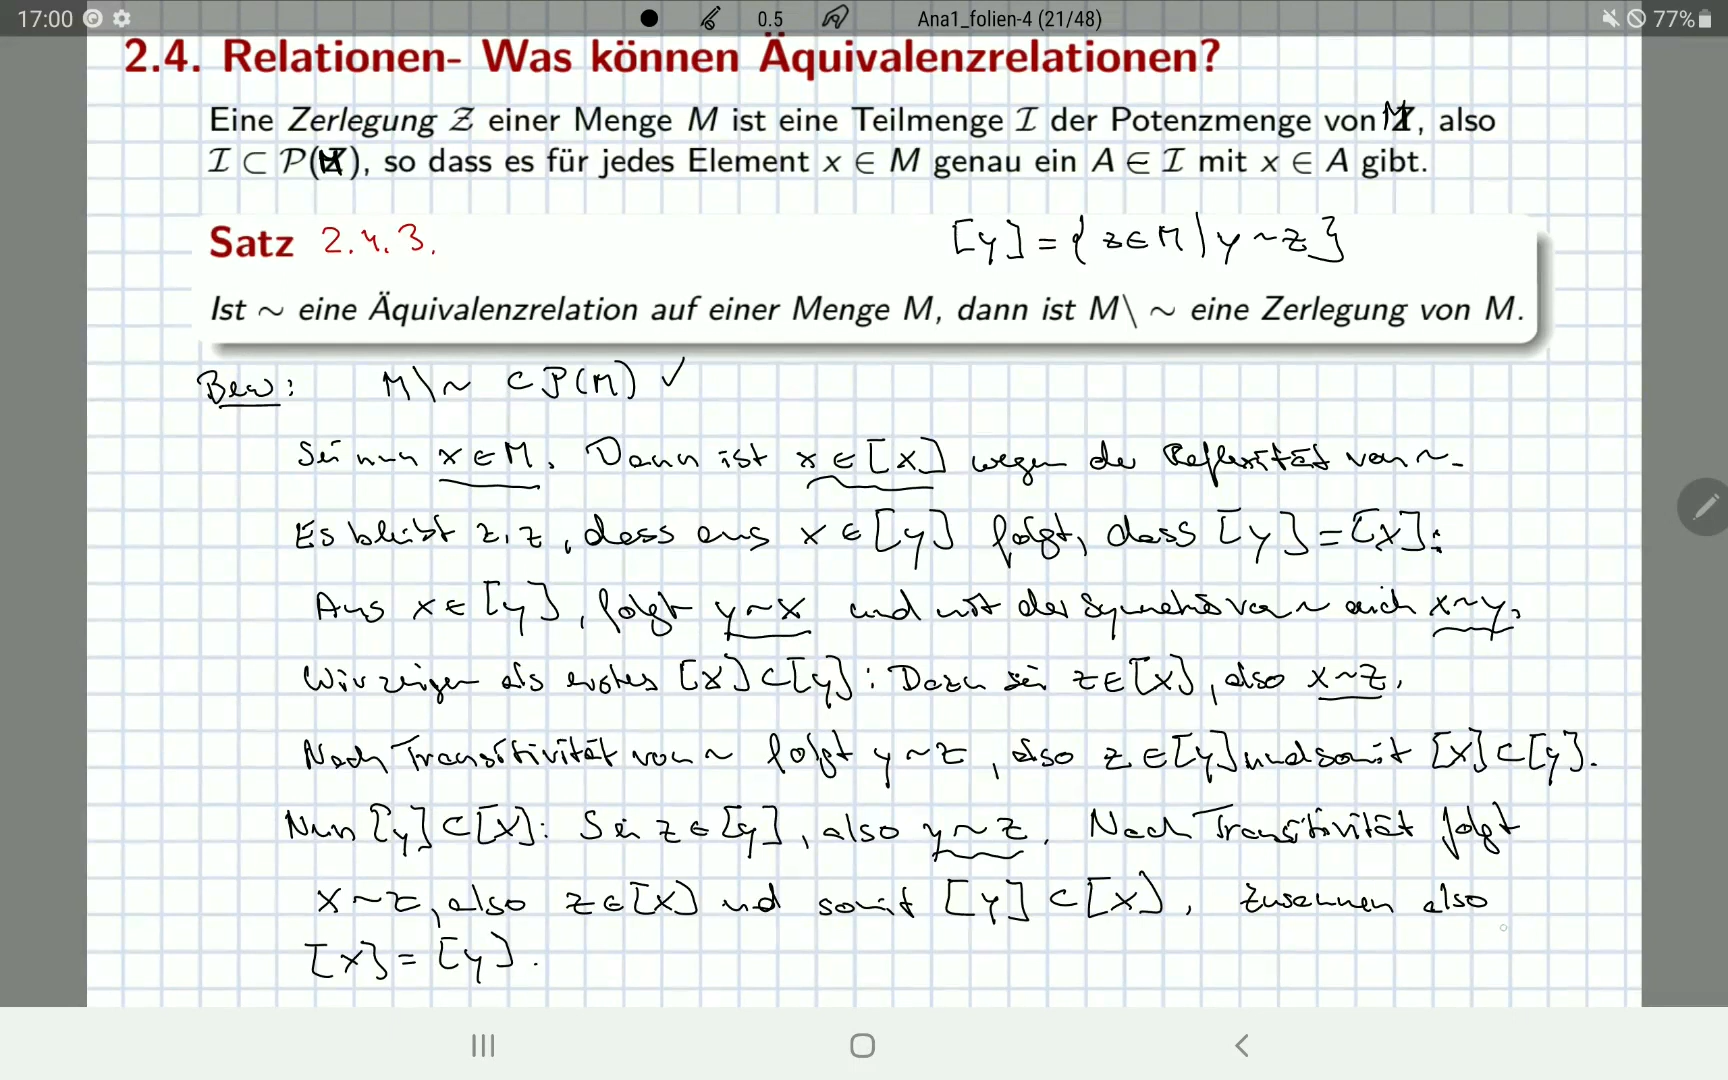 17:00 0.5 Ana1_folien-4 (21/48) 77%
2.4. Relationen- Was können Äquivalenzrelationen?
Eine Zerlegung Z einer Menge M ist eine Teilmenge I der Potenzmenge von M, also
I ⊂ P(M), so dass es für jedes Element x ∈ M genau ein A ∈ I mit x ∈ A gibt.
Satz 2.4.3. [y] = { z ∈ M | y ~ z }
Ist ∼ eine Äquivalenzrelation auf einer Menge M, dann ist M\ ∼ eine Zerlegung von M.
Bew: M\~ ⊂ P(M) ✓
Sei nun x ∈ M. Dann ist x ∈ [x] wegen der Reflexität von ~.
Es bleibt z.z, dass aus x ∈ [y] folgt, dass [y] = [x]:
Aus x ∈ [y], folgt y ~ x und mit der Symmetrie von ~ auch x ~ y.
Wir zeigen als erstes [x] ⊂ [y]: Dazu sei z ∈ [x], also x ~ z.
Nach Transitivität von ~ folgt y ~ z, also z ∈ [y] und somit [x] ⊂ [y].
Nun [y] ⊂ [x]: Sei z ∈ [y], also y ~ z. Nach Transitivität folgt
x ~ z, also z ∈ [x] und somit [y] ⊂ [x], zusammen also
[x] = [y].